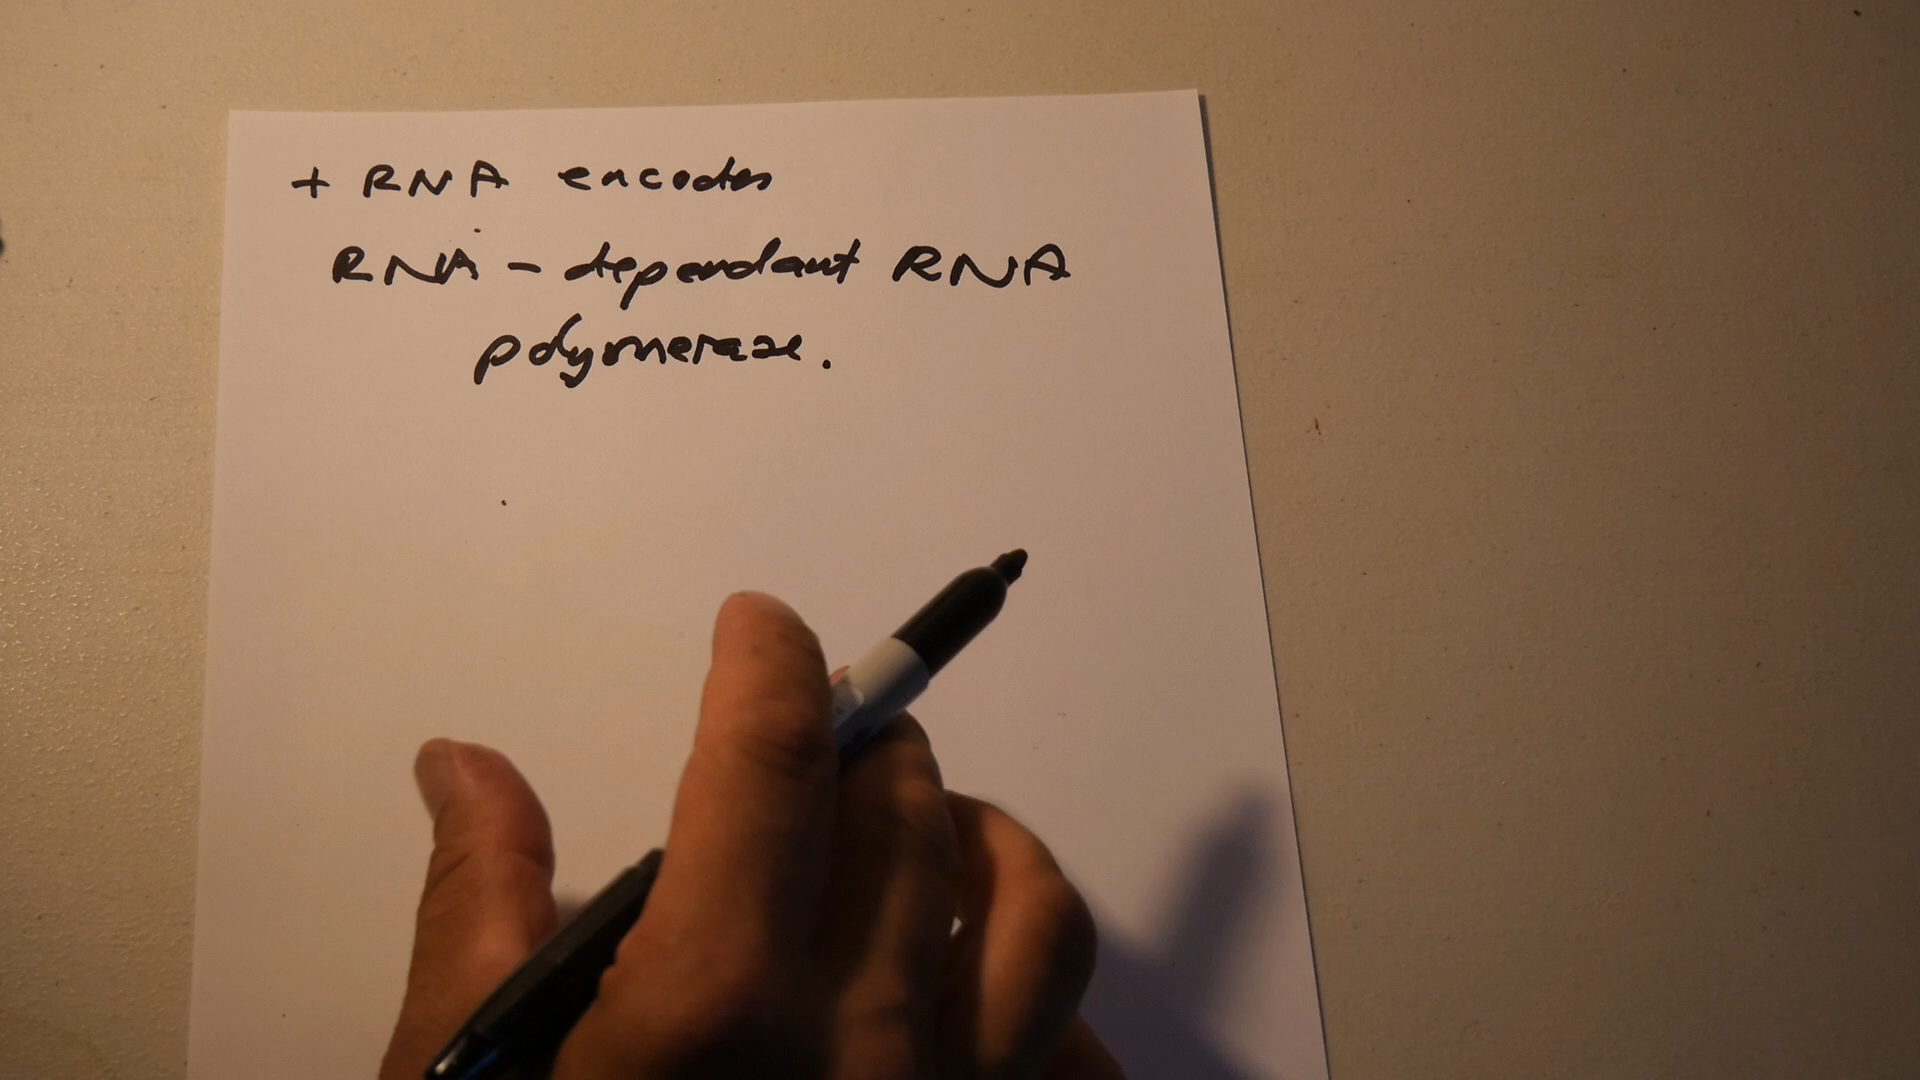 + RNA encodes
RNA - dependant RNA
polymerase.